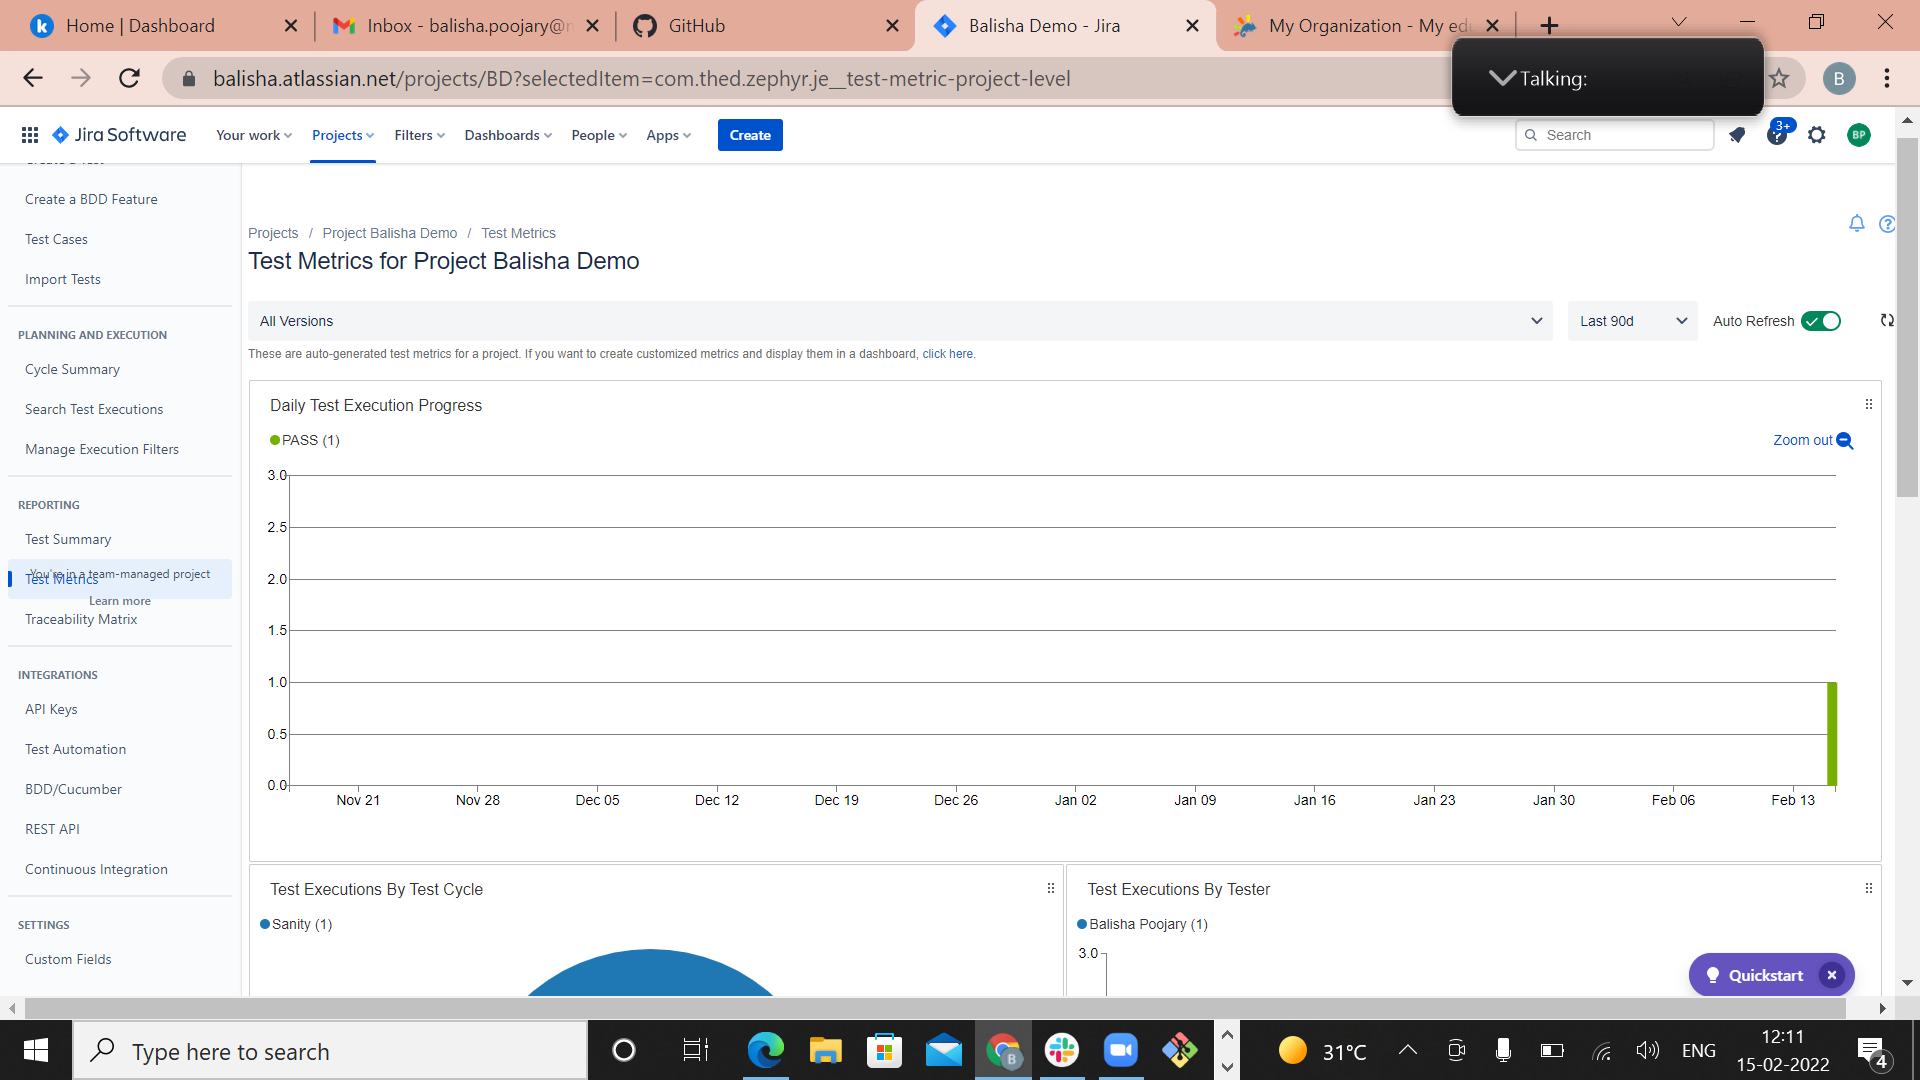 Home | Dashboard
Inbox - balisha.poojary@
GitHub
Balisha Demo - Jira
My Organization - My ed
balisha.atlassian.net/projects/BD?selectedItem=com.thed.zephyr.je__test-metric-project-level
Talking:
B
Jira Software
Your work
Projects
Filters
Dashboards
People
Apps
Create
Search
3+
BP
Create a BDD Feature
Test Cases
Import Tests
PLANNING AND EXECUTION
Cycle Summary
Search Test Executions
Manage Execution Filters
REPORTING
Test Summary
You're in a team-managed project
Test Metrics
Learn more
Traceability Matrix
INTEGRATIONS
API Keys
Test Automation
BDD/Cucumber
REST API
Continuous Integration
SETTINGS
Custom Fields
Projects / Project Balisha Demo / Test Metrics
Test Metrics for Project Balisha Demo
All Versions
Last 90d
Auto Refresh
These are auto-generated test metrics for a project. If you want to create customized metrics and display them in a dashboard, click here.
Daily Test Execution Progress
PASS (1)
Zoom out
3.0
2.5
2.0
1.5
1.0
0.5
0.0
Nov 21 Nov 28 Dec 05 Dec 12 Dec 19 Dec 26 Jan 02 Jan 09 Jan 16 Jan 23 Jan 30 Feb 06 Feb 13
Test Executions By Test Cycle
Sanity (1)
Test Executions By Tester
Balisha Poojary (1)
3.0
Quickstart
Type here to search
B
31°C
ENG
12:11
15-02-2022
4